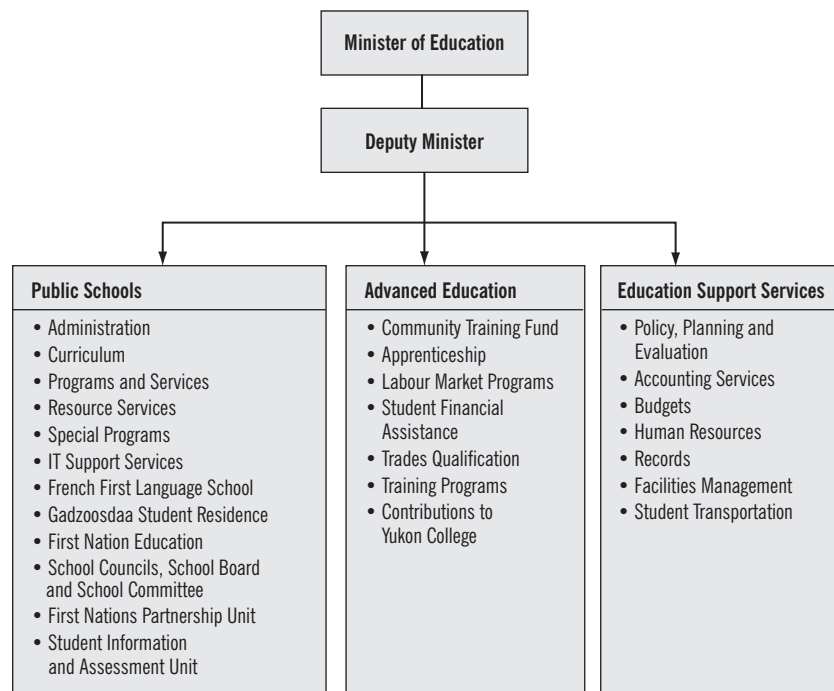 Minister of Education
Deputy Minister
Public Schools
• Administration
• Curriculum
• Programs and Services
• Resource Services
• Special Programs
• IT Support Services
• French First Language School
• Gadzoosdaa Student Residence
• First Nation Education
• School Councils, School Board
and School Committee
• First Nations Partnership Unit
• Student Information
and Assessment Unit
Advanced Education
• Community Training Fund
• Apprenticeship
• Labour Market Programs
• Student Financial
Assistance
• Trades Qualification
• Training Programs
• Contributions to
Yukon College
Education Support Services
• Policy, Planning and
Evaluation
• Accounting Services
• Budgets
• Human Resources
• Records
• Facilities Management
• Student Transportation